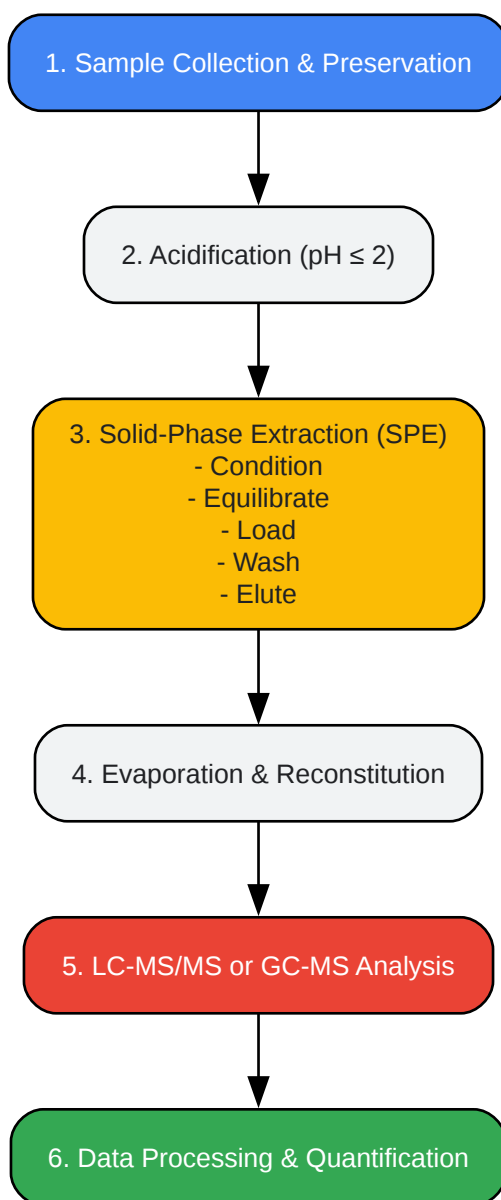 1. Sample Collection & Preservation
2. Acidification (pH ≤ 2)
3. Solid-Phase Extraction (SPE)
- Condition
- Equilibrate
- Load
- Wash
- Elute
4. Evaporation & Reconstitution
5. LC-MS/MS or GC-MS Analysis
6. Data Processing & Quantification